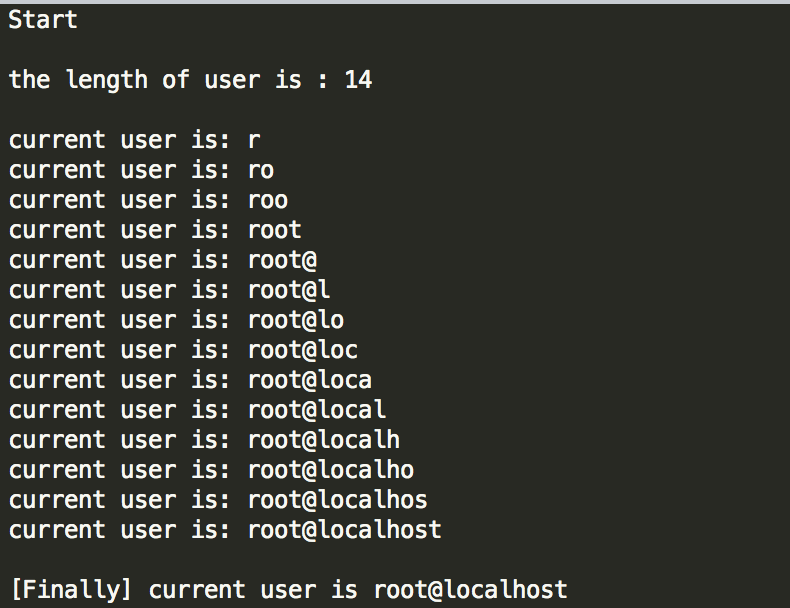 Start
the length of user is : 14
current user is: r
current user is: ro
current user is: roo
current user is: root
current user is: root@
current user is: root@l
current user is: root@lo
current user is: root@loc
current user is: root@loca
current user is: root@local
current user is: root@localh
current user is: root@localho
current user is: root@localhos
current user is: root@localhost
[Finally] current user is root@localhost